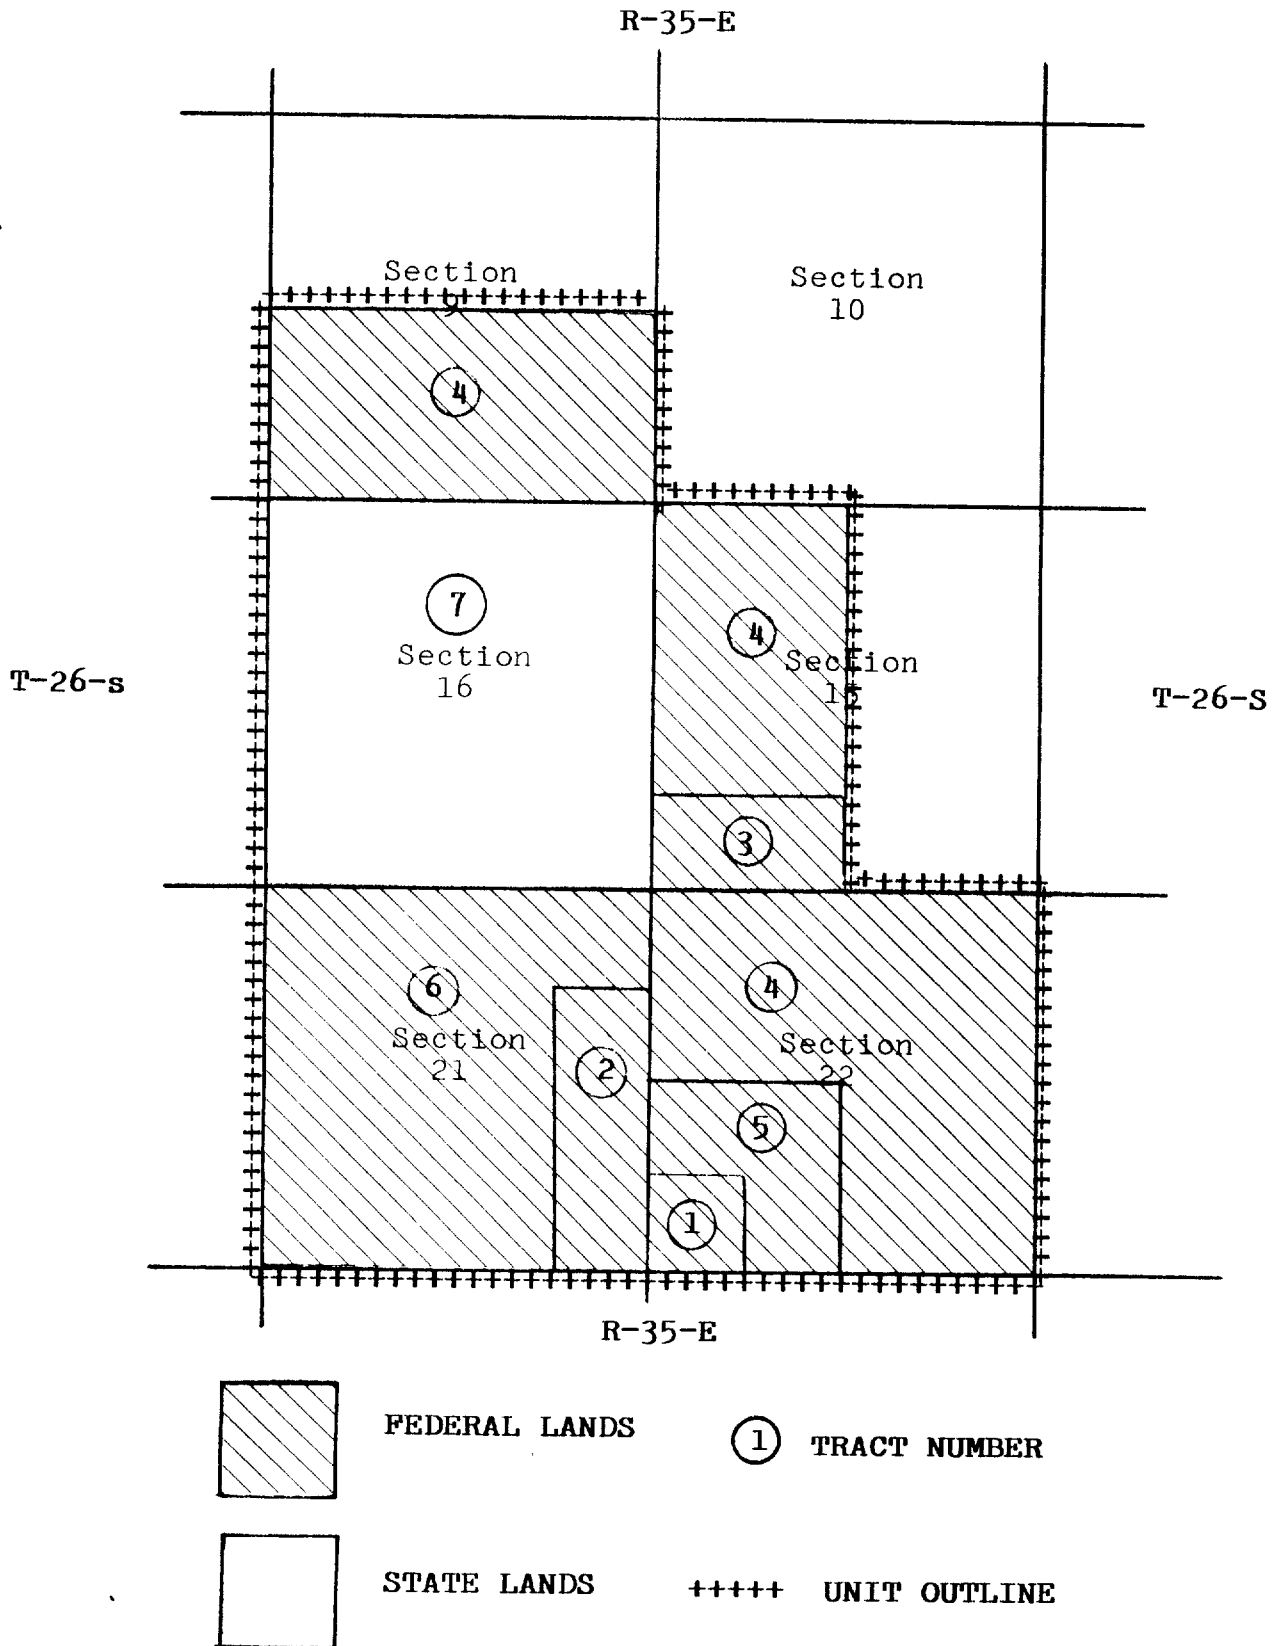 R-35-E
Section
9
Section
10
4
7
Section
16
4
Section
15
T-26-s
T-26-S
3
6
Section
21
4
Section
22
2
5
1
R-35-E
FEDERAL LANDS
1 TRACT NUMBER
STATE LANDS
+++++ UNIT OUTLINE